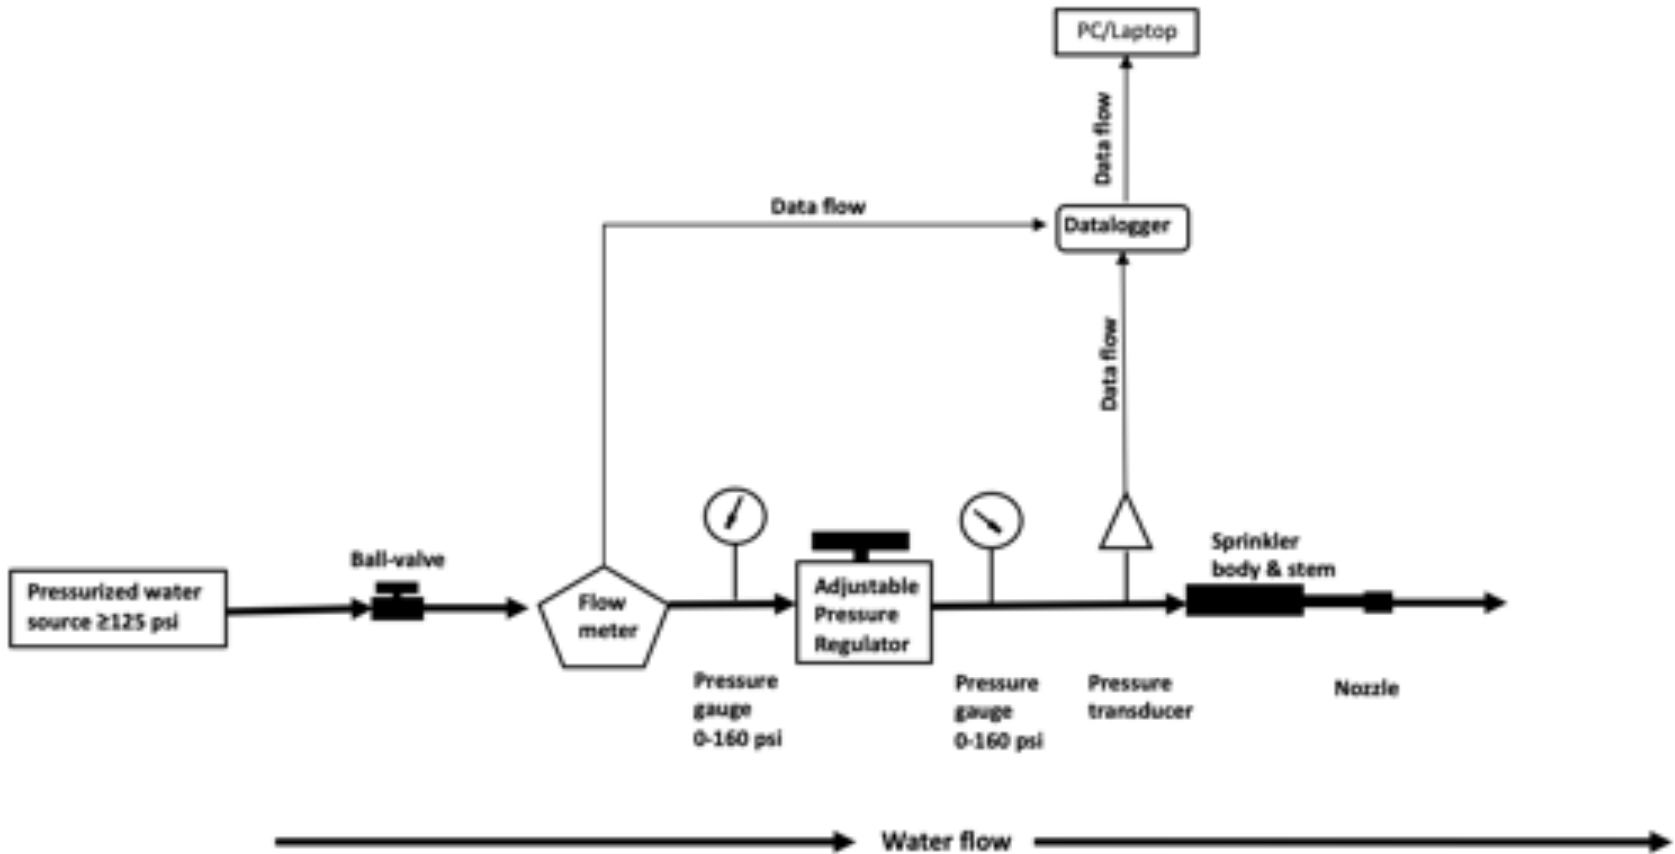 PC/Laptop
Data flow
Data flow
Datalogger
Data flow
Ball-valve
Pressurized water
source ≥125 psi
Flow
meter
Adjustable
Pressure
Regulator
Sprinkler
body & stem
Pressure
gauge
0-160 psi
Pressure
gauge
0-160 psi
Pressure
transducer
Nozzle
Water flow